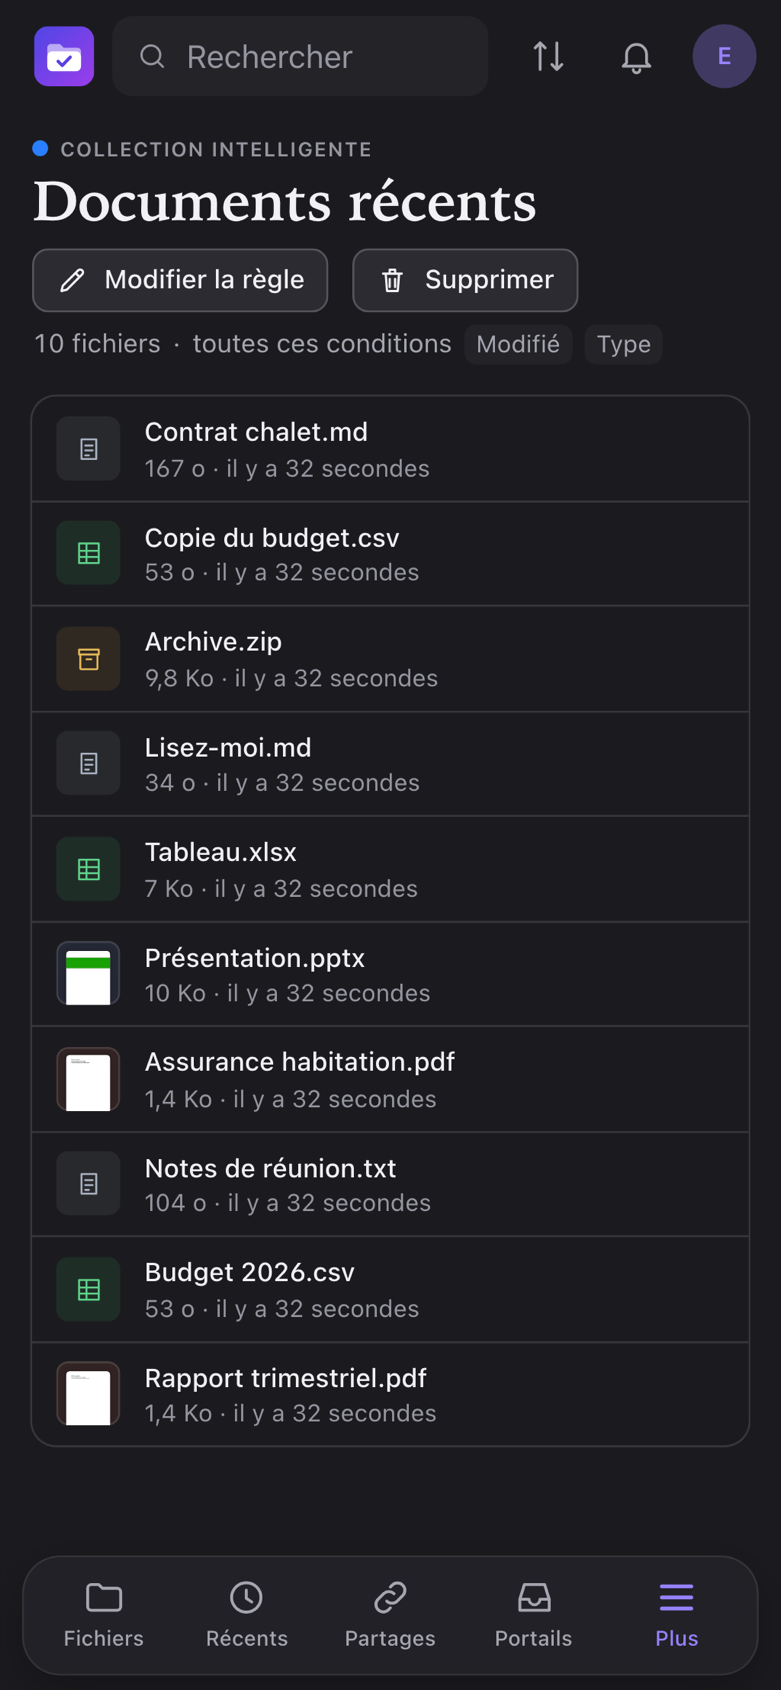 Rechercher
E
COLLECTION INTELLIGENTE
Documents récents
Modifier la règle
Supprimer
10 fichiers · toutes ces conditions Modifié Type
Contrat chalet.md
167 o · il y a 32 secondes
Copie du budget.csv
53 o · il y a 32 secondes
Archive.zip
9,8 Ko · il y a 32 secondes
Lisez-moi.md
34 o · il y a 32 secondes
Tableau.xlsx
7 Ko · il y a 32 secondes
Présentation.pptx
10 Ko · il y a 32 secondes
Assurance habitation.pdf
1,4 Ko · il y a 32 secondes
Notes de réunion.txt
104 o · il y a 32 secondes
Budget 2026.csv
53 o · il y a 32 secondes
Rapport trimestriel.pdf
1,4 Ko · il y a 32 secondes
Fichiers
Récents
Partages
Portails
Plus